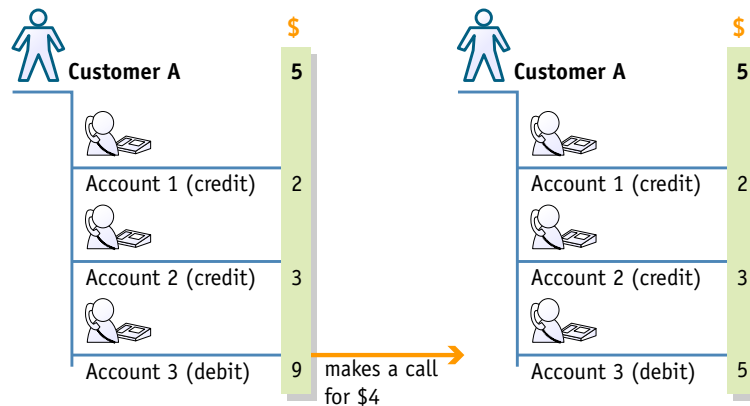 $
Customer A 5
Account 1 (credit) 2
Account 2 (credit) 3
Account 3 (debit) 9
makes a call
for $4
$
Customer A 5
Account 1 (credit) 2
Account 2 (credit) 3
Account 3 (debit) 5